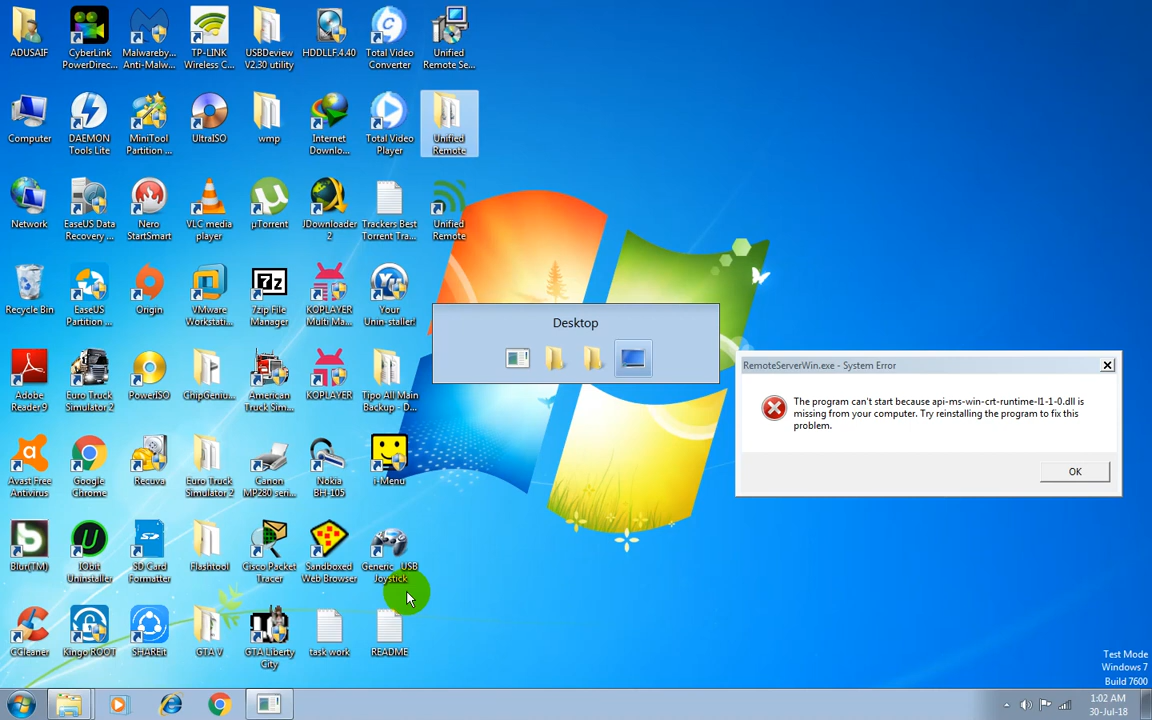 ADUSAIF
CyberLink
PowerDirec...
Malwareby...
Anti-Malw...
TP-LINK
Wireless C...
USBDeview
V2.30 utility
HDDLLF.4.40
Total Video
Converter
Unified
Remote Se...
Computer
DAEMON
Tools Lite
MiniTool
Partition ...
UltraISO
wmp
Internet
Downlo...
Total Video
Player
Unified
Remote
Network
EaseUS Data
Recovery ...
Nero
StartSmart
VLC media
player
µTorrent
JDownloader
2
Trackers Best
Torrent Tra...
Unified
Remote
Recycle Bin
EaseUS
Partition ...
Origin
VMware
Workstati...
7z
7zip File
Manager
KOPLAYER
Multi Ma...
Your
Unin-staller!
Desktop
Adobe
Reader 9
Euro Truck
Simulator 2
PowerISO
ChipGenius...
American
Truck Sim...
KOPLAYER
Tipo All Main
Backup - D...
RemoteServerWin.exe - System Error
The program can't start because api-ms-win-crt-runtime-l1-1-0.dll is
missing from your computer. Try reinstalling the program to fix this
problem.
OK
Avast Free
Antivirus
Google
Chrome
Recuva
Euro Truck
Simulator 2
Canon
MP280 seri...
Nokia
BH-105
i-Menu
Blur(TM)
IObit
Uninstaller
SD
SD Card
Formatter
Flashtool
Cisco Packet
Tracer
Sandboxed
Web Browser
Generic USB
Joystick
CCleaner
Kingo ROOT
SHAREit
GTA V
GTA Liberty
City
task work
README
Test Mode
Windows 7
Build 7600
1:02 AM
30-Jul-18